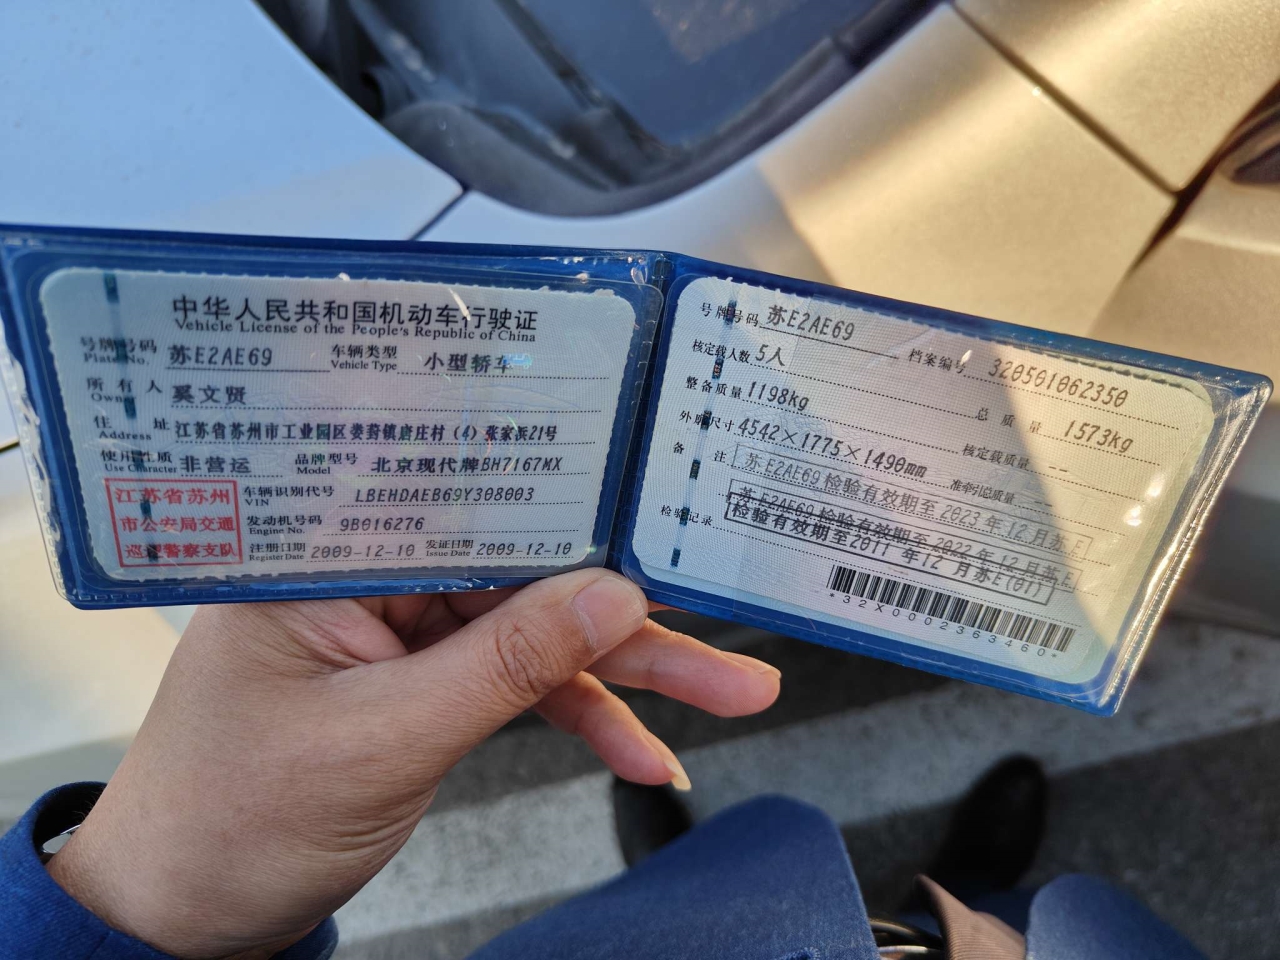 中华人民共和国机动车行驶证
Vehicle License of the People's Republic of China
号牌号码 苏E2AE69 车辆类型 小型轿车
Plate No. Vehicle Type
所有人 奚文贤
Owner
住址 江苏省苏州市工业园区娄葑镇唐庄村(4)张家浜21号
Address
使用性质 非营运 品牌型号 北京现代牌BH7167MX
Use Character Model
江苏省苏州
市公安局交通
巡逻警察支队
车辆识别代号 LBEHDAEB69Y308003
VIN
发动机号码 9B016276
Engine No.
注册日期 2009-12-10 发证日期 2009-12-10
Register Date Issue Date
号牌号码 苏E2AE69 档案编号 320501062350
核定载人数 5人 总质量 1573kg
整备质量 1198kg 核定载质量 --
外廓尺寸 4542×1775×1490mm 准牵引总质量
备注 苏E2AE69 检验有效期至2023年12月苏E
苏E2AE69 检验有效期至2022年12月苏E
检验记录 检验有效期至2011年12月苏E(01)
*32X0002363460*